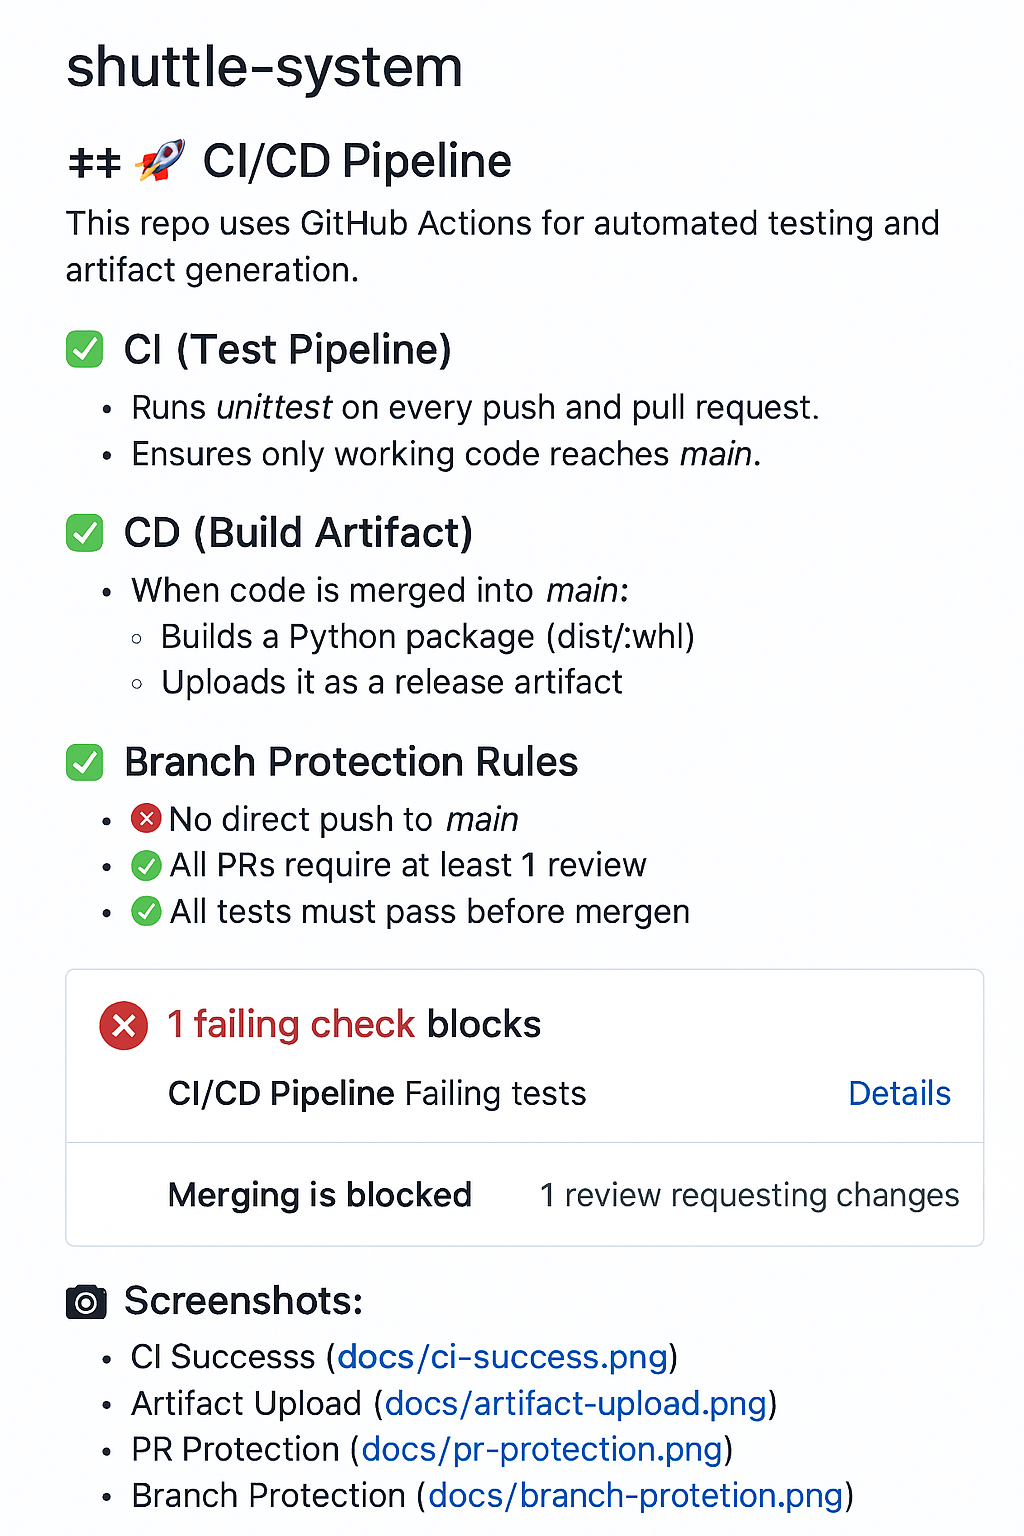 shuttle-system
## 🚀 CI/CD Pipeline
This repo uses GitHub Actions for automated testing and
artifact generation.
✅ CI (Test Pipeline)
• Runs unittest on every push and pull request.
• Ensures only working code reaches main.
✅ CD (Build Artifact)
• When code is merged into main:
◦ Builds a Python package (dist/:whl)
◦ Uploads it as a release artifact
✅ Branch Protection Rules
• ❌ No direct push to main
• ✅ All PRs require at least 1 review
• ✅ All tests must pass before mergen
1 failing check blocks
CI/CD Pipeline Failing tests Details
Merging is blocked 1 review requesting changes
📷 Screenshots:
• CI Successs (docs/ci-success.png)
• Artifact Upload (docs/artifact-upload.png)
• PR Protection (docs/pr-protection.png)
• Branch Protection (docs/branch-protetion.png)